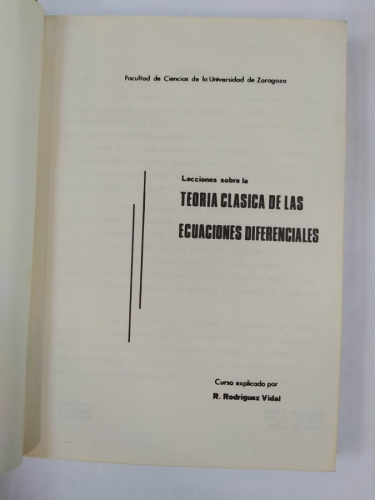 Facultad de Ciencias de la Universidad de Zaragoza
Lecciones sobre la
TEORIA CLASICA DE LAS
ECUACIONES DIFERENCIALES
Curso explicado por
R. Rodríguez Vidal